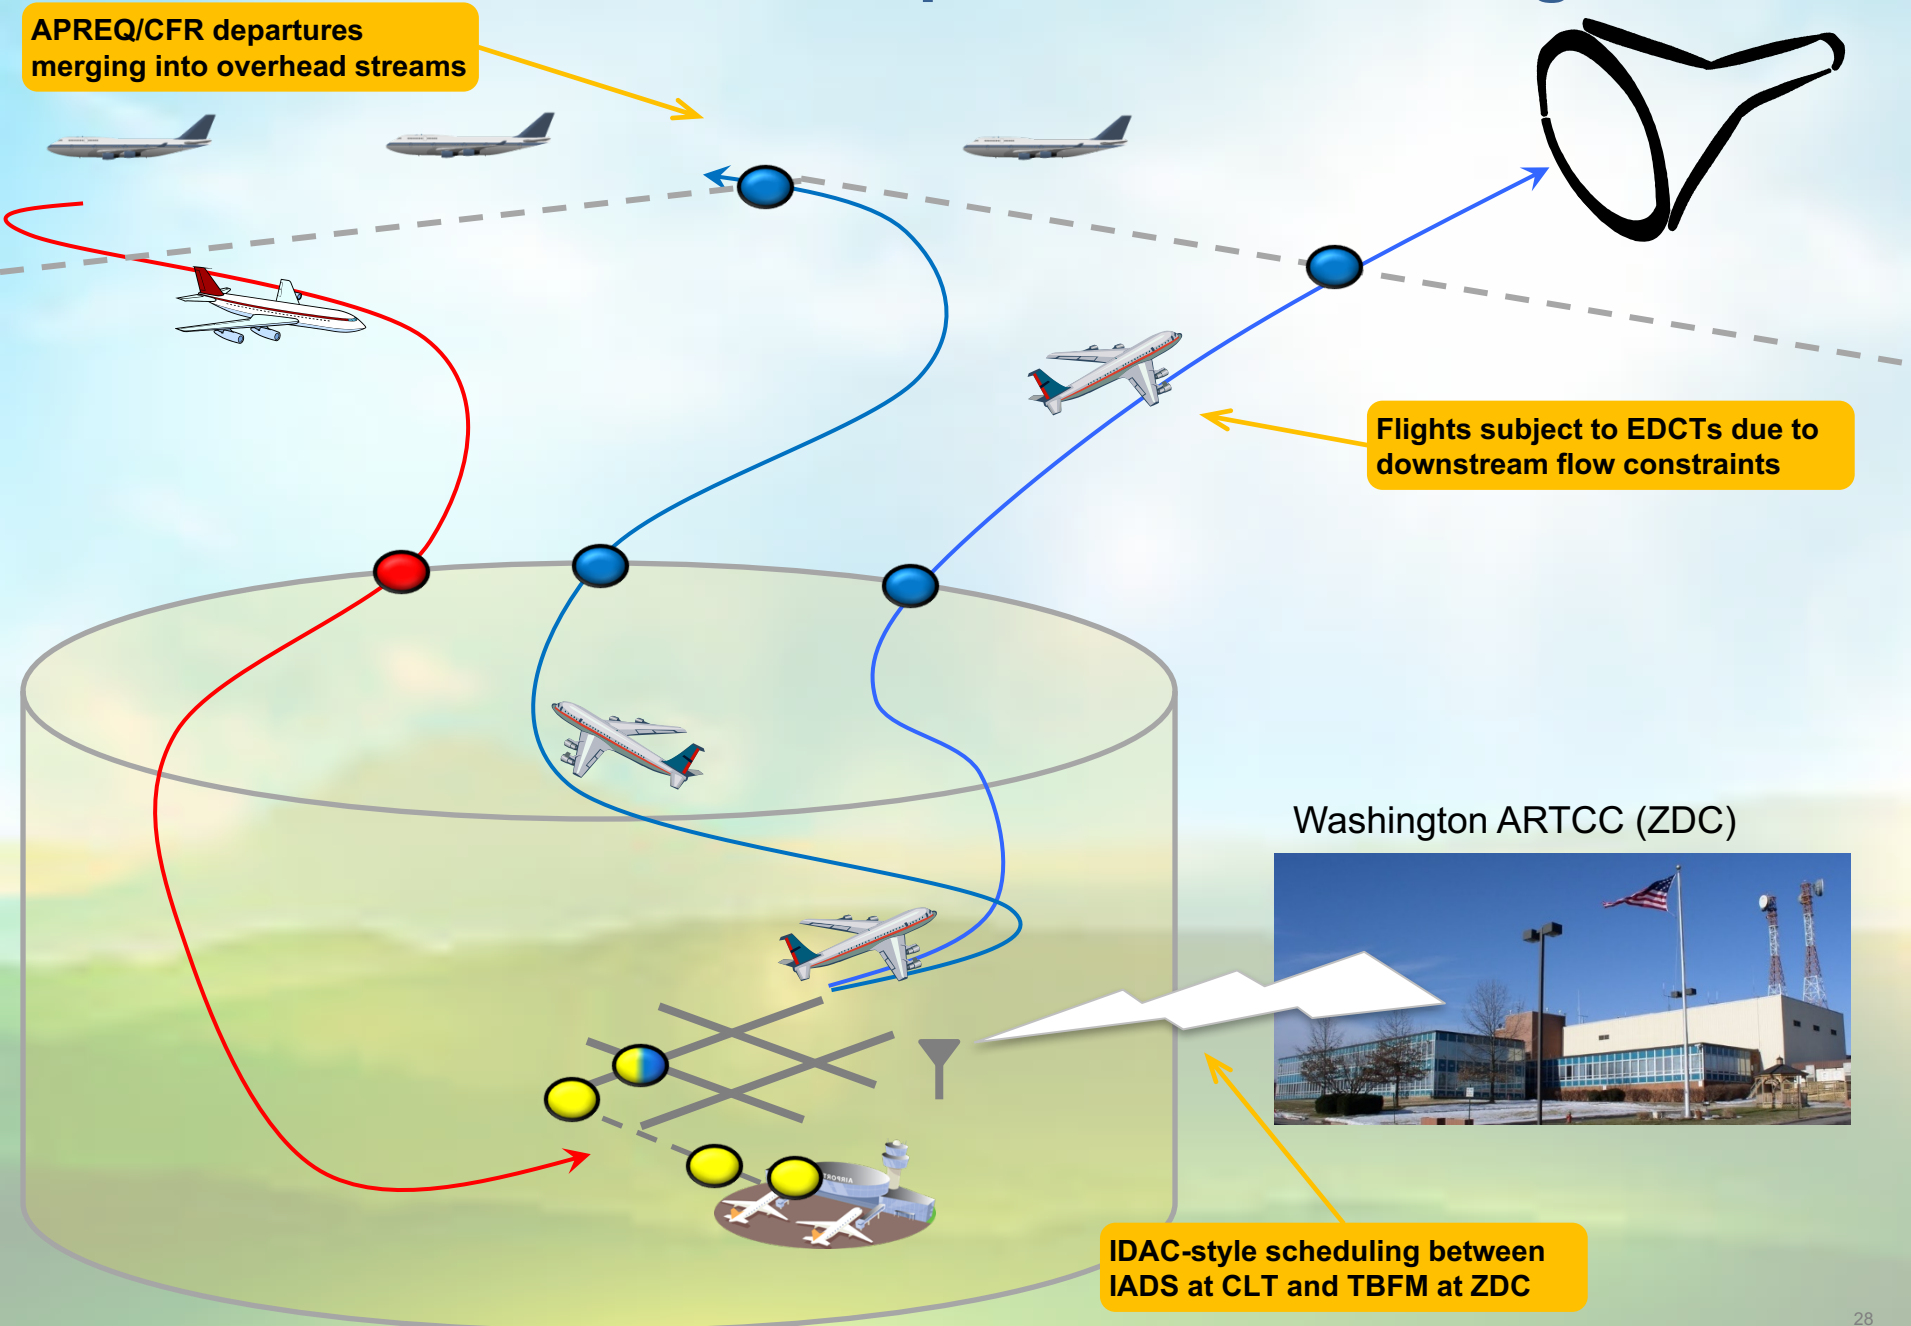 APREQ/CFR departures
merging into overhead streams
Flights subject to EDCTs due to
downstream flow constraints
Washington ARTCC (ZDC)
AIRPORT
IDAC-style scheduling between
IADS at CLT and TBFM at ZDC
28